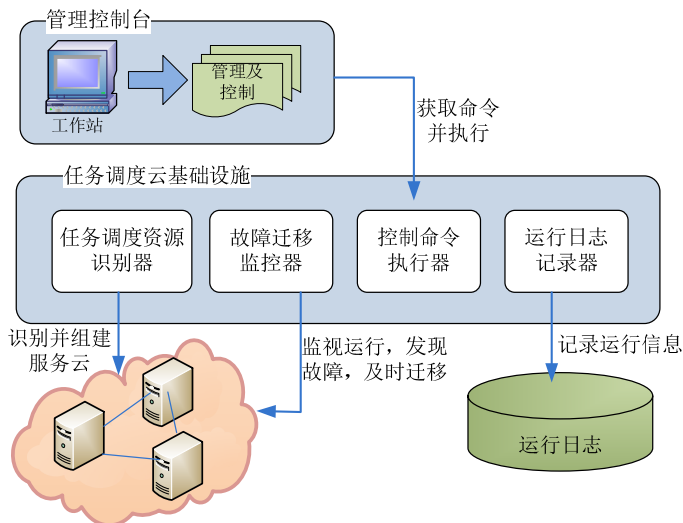 管理控制台
管理及
控制
工作站
获取命令
并执行
任务调度云基础设施
任务调度资源
识别器
故障迁移
监控器
控制命令
执行器
运行日志
记录器
识别并组建
服务云
监视运行，发现
故障，及时迁移
记录运行信息
运行日志